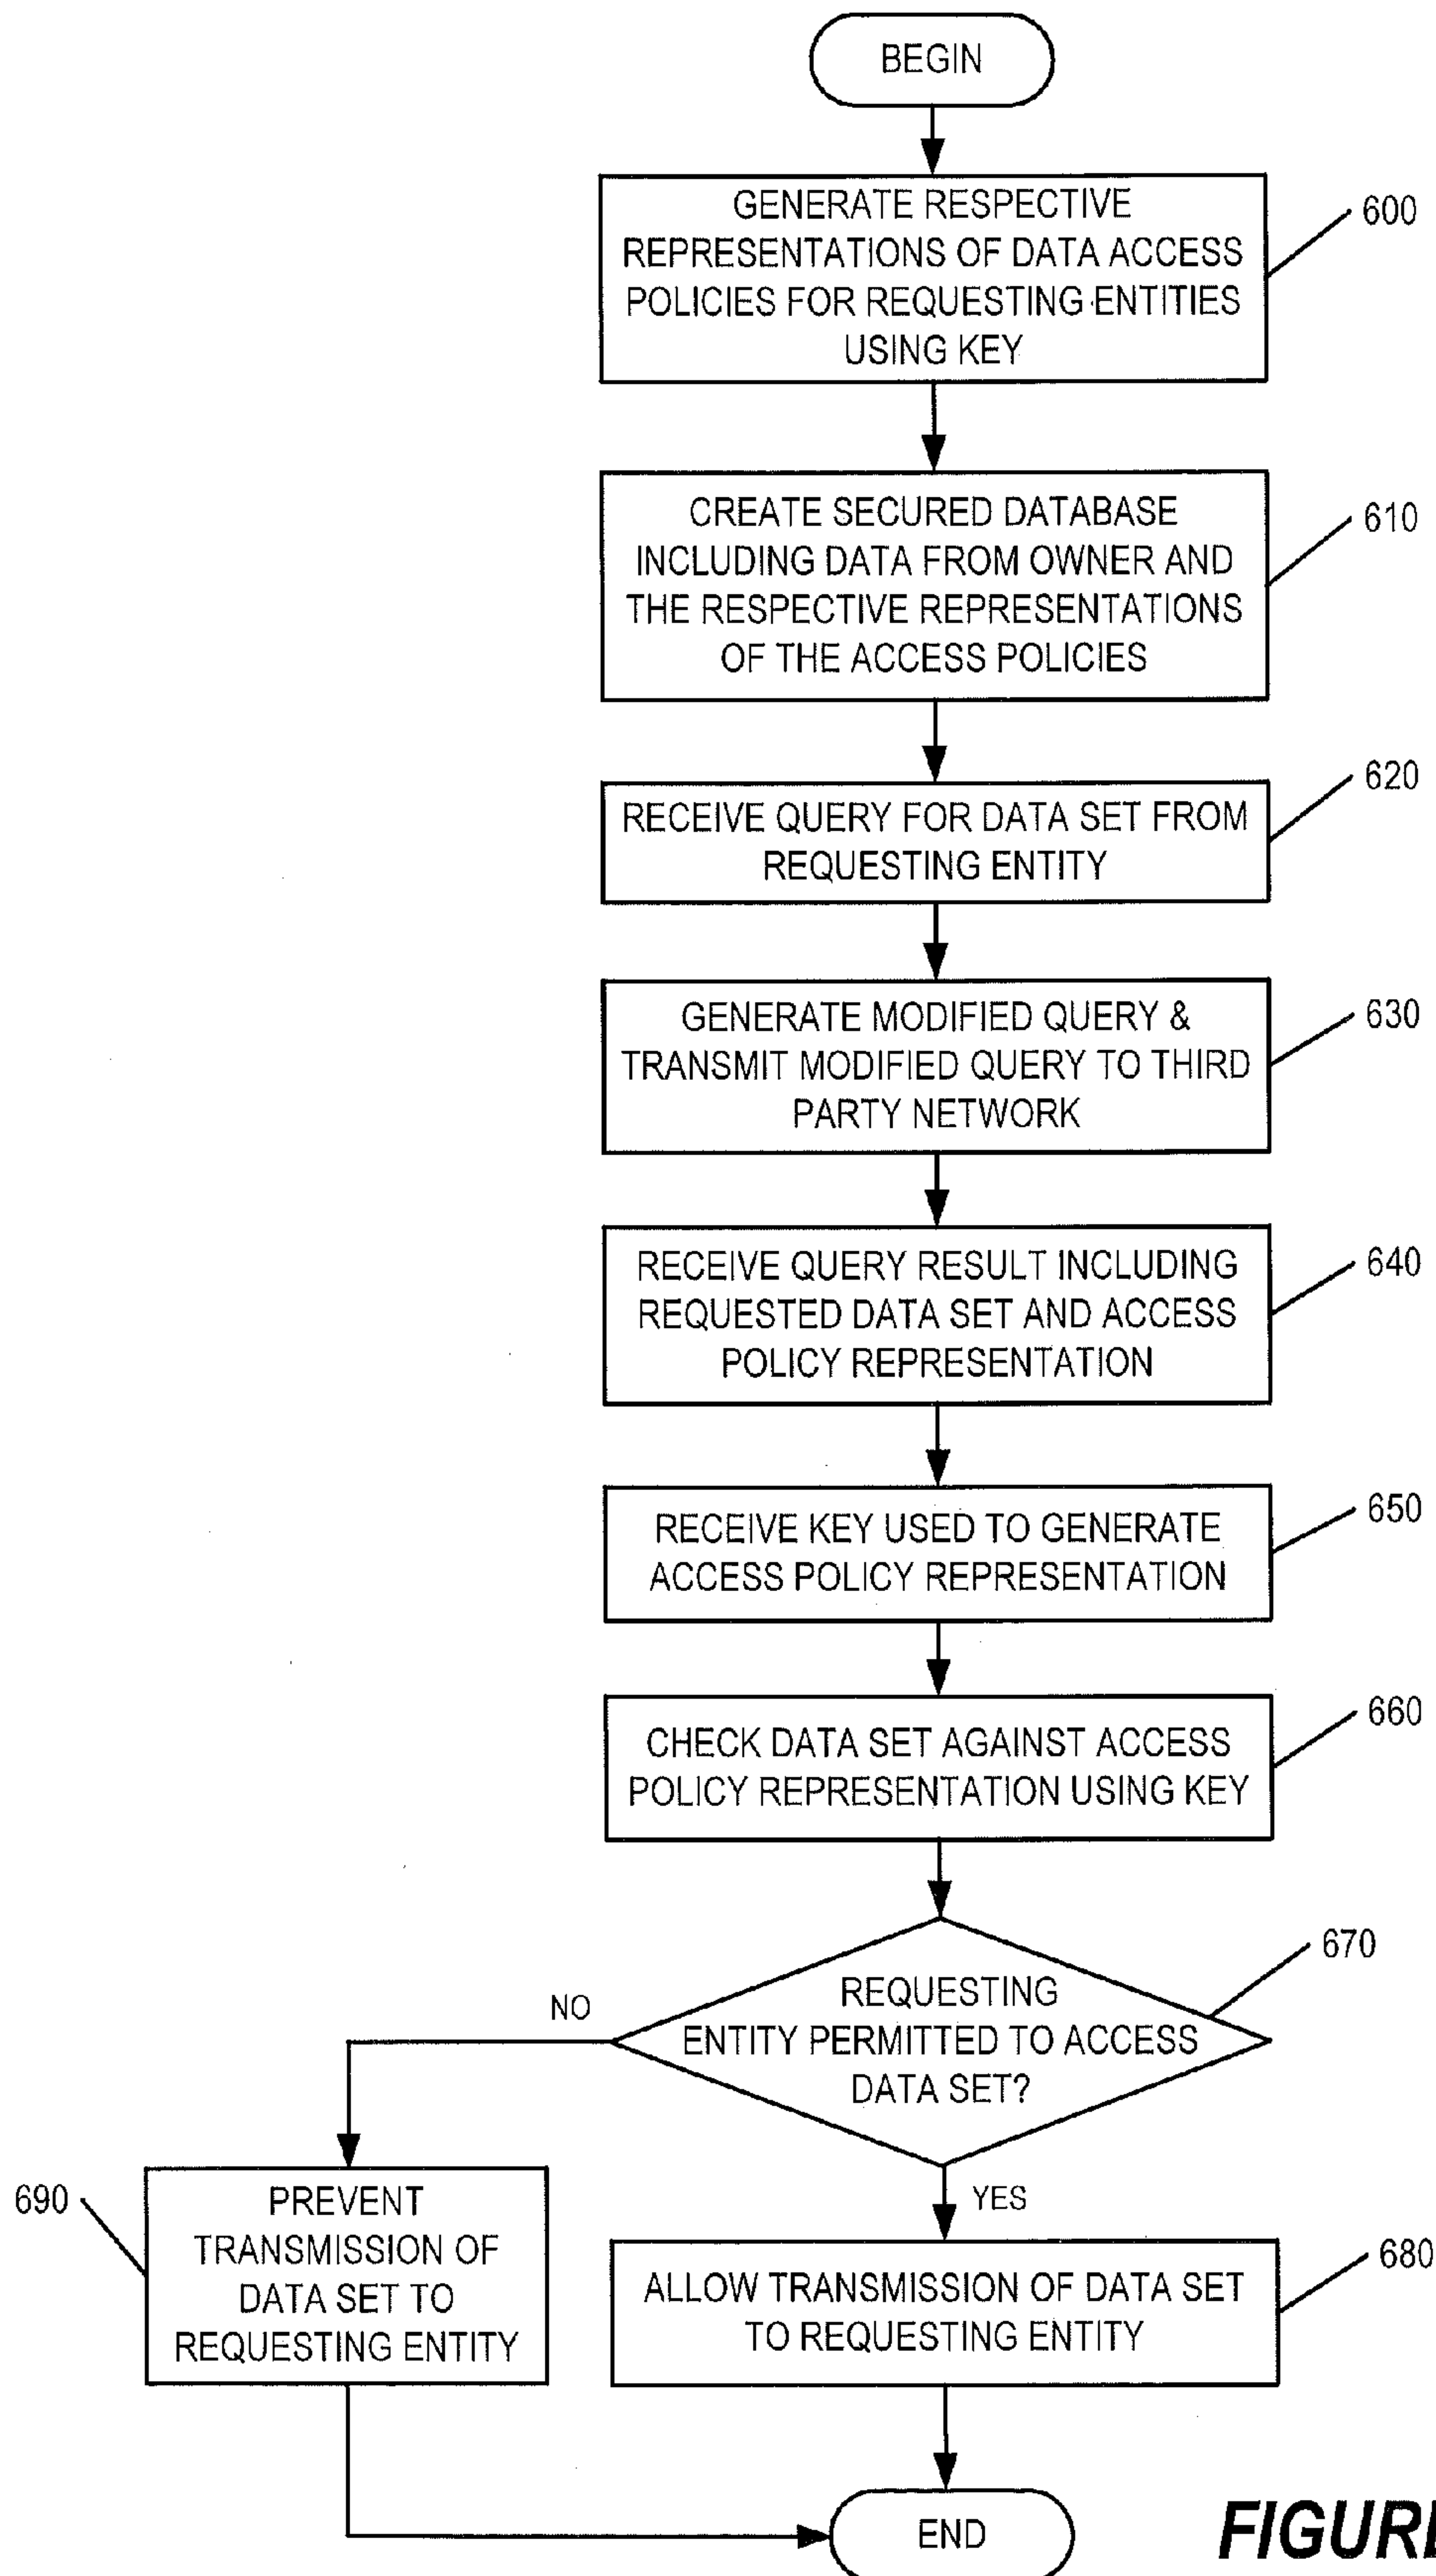 BEGIN
GENERATE RESPECTIVE
REPRESENTATIONS OF DATA ACCESS
POLICIES FOR REQUESTING ENTITIES
USING KEY
600
CREATE SECURED DATABASE
INCLUDING DATA FROM OWNER AND
THE RESPECTIVE REPRESENTATIONS
OF THE ACCESS POLICIES
610
RECEIVE QUERY FOR DATA SET FROM
REQUESTING ENTITY
620
GENERATE MODIFIED QUERY &
TRANSMIT MODIFIED QUERY TO THIRD
PARTY NETWORK
630
RECEIVE QUERY RESULT INCLUDING
REQUESTED DATA SET AND ACCESS
POLICY REPRESENTATION
640
RECEIVE KEY USED TO GENERATE
ACCESS POLICY REPRESENTATION
650
CHECK DATA SET AGAINST ACCESS
POLICY REPRESENTATION USING KEY
660
REQUESTING
ENTITY PERMITTED TO ACCESS
DATA SET?
670
NO
YES
690
PREVENT
TRANSMISSION OF
DATA SET TO
REQUESTING ENTITY
ALLOW TRANSMISSION OF DATA SET
TO REQUESTING ENTITY
680
END
FIGURE